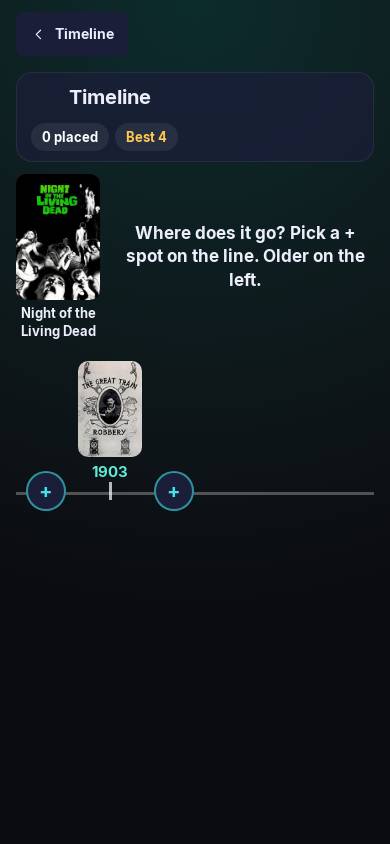 Timeline
Timeline
0 placed
Best 4
NIGHT
OF THE
LIVING
DEAD
Where does it go? Pick a +
spot on the line. Older on the
left.
Night of the
Living Dead
THE GREAT TRAIN
ROBBERY
1903
+
+